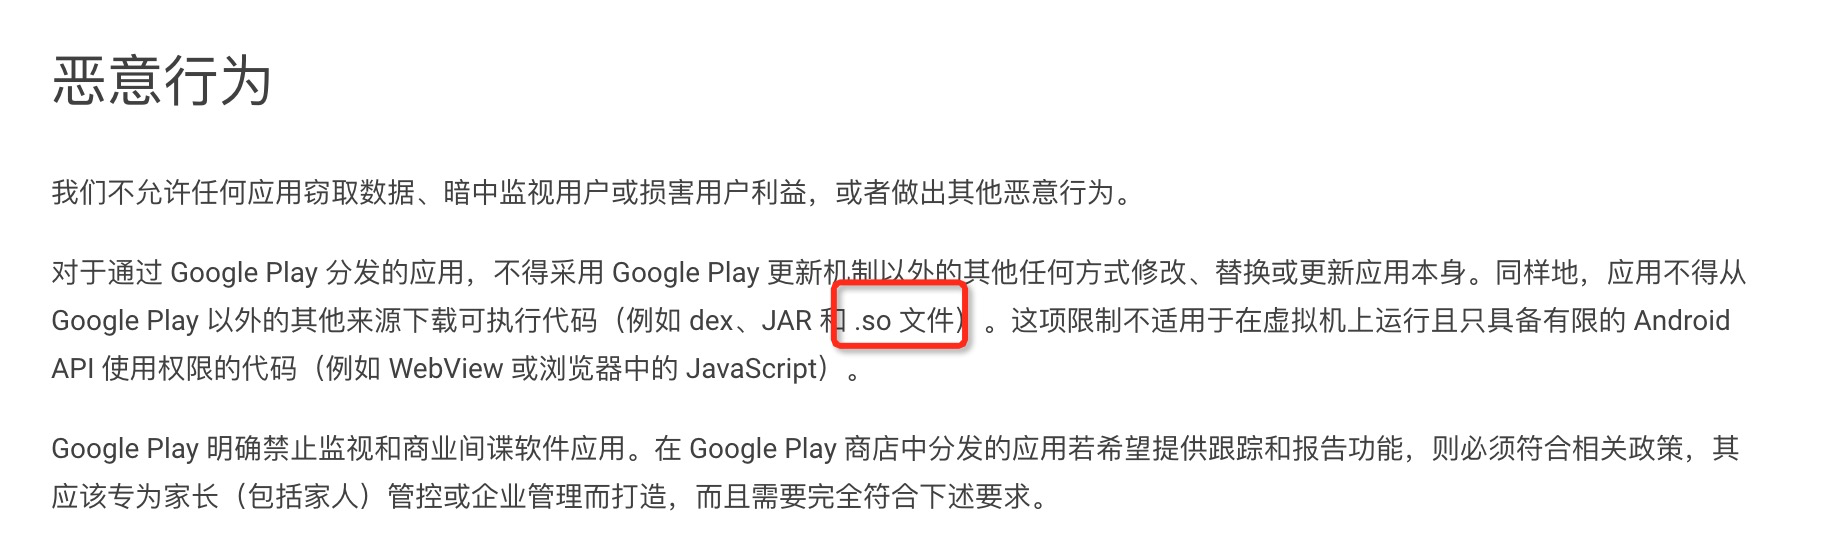 恶意行为
我们不允许任何应用窃取数据、暗中监视用户或损害用户利益，或者做出其他恶意行为。
对于通过 Google Play 分发的应用，不得采用 Google Play 更新机制以外的其他任何方式修改、替换或更新应用本身。同样地，应用不得从
Google Play 以外的其他来源下载可执行代码（例如 dex、JAR 和 .so 文件）。这项限制不适用于在虚拟机上运行且只具备有限的 Android
API 使用权限的代码（例如 WebView 或浏览器中的 JavaScript）。
Google Play 明确禁止监视和商业间谍软件应用。在 Google Play 商店中分发的应用若希望提供跟踪和报告功能，则必须符合相关政策，其
应该专为家长（包括家人）管控或企业管理而打造，而且需要完全符合下述要求。